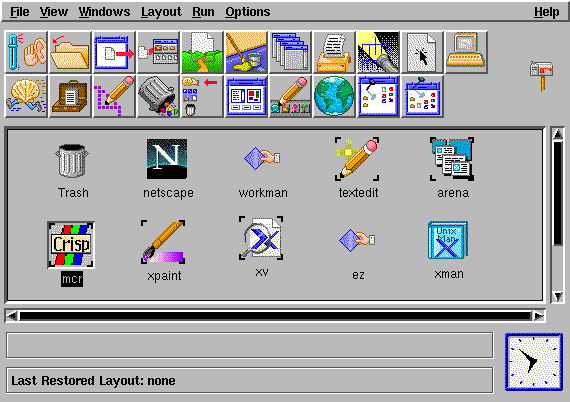 File View Windows Layout Run Options Help
Trash netscape workman textedit arena
N
Crisp
Unix
Man
mcr xpaint xv ez xman
Last Restored Layout: none